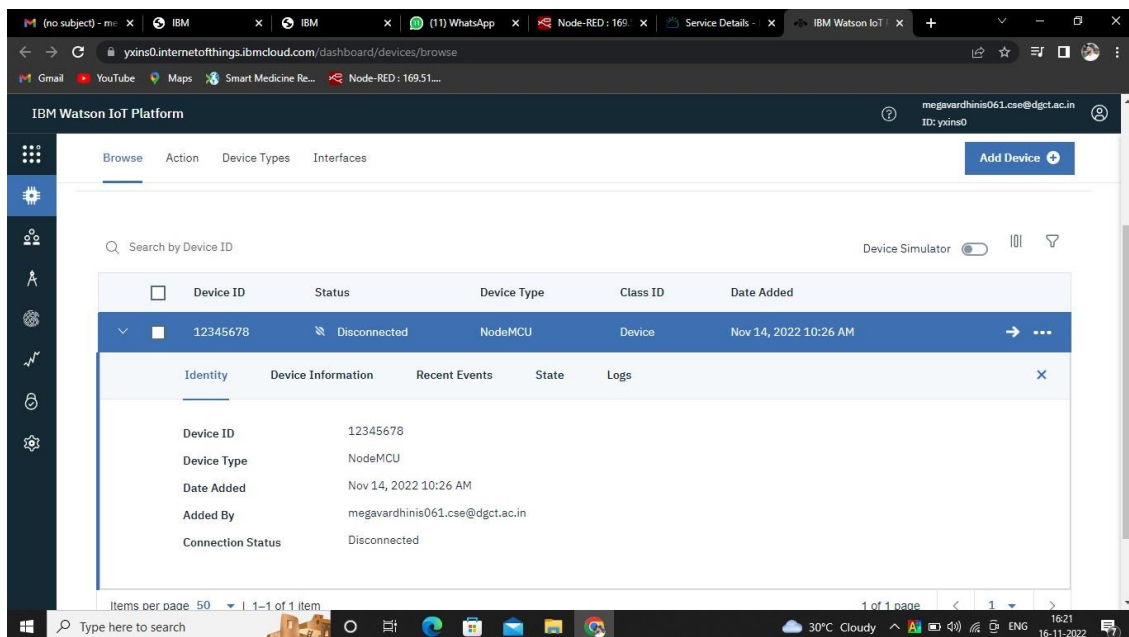 (no subject) - me
IBM
IBM
(11) WhatsApp
Node-RED : 169.
Service Details -
IBM Watson IoT
yxins0.internetofthings.ibmcloud.com/dashboard/devices/browse
Gmail
YouTube
Maps
Smart Medicine Re...
Node-RED : 169.51....
IBM Watson IoT Platform
megavardhinis061.cse@dgct.ac.in
ID: yxins0
Browse Action Device Types Interfaces
Add Device
Search by Device ID
Device Simulator
Device ID Status Device Type Class ID Date Added
12345678 Disconnected NodeMCU Device Nov 14, 2022 10:26 AM
Identity Device Information Recent Events State Logs
Device ID 12345678
Device Type NodeMCU
Date Added Nov 14, 2022 10:26 AM
Added By megavardhinis061.cse@dgct.ac.in
Connection Status Disconnected
Items per page 50 | 1–1 of 1 item
1 of 1 page 1
Type here to search
30°C Cloudy
ENG
16:21
16-11-2022